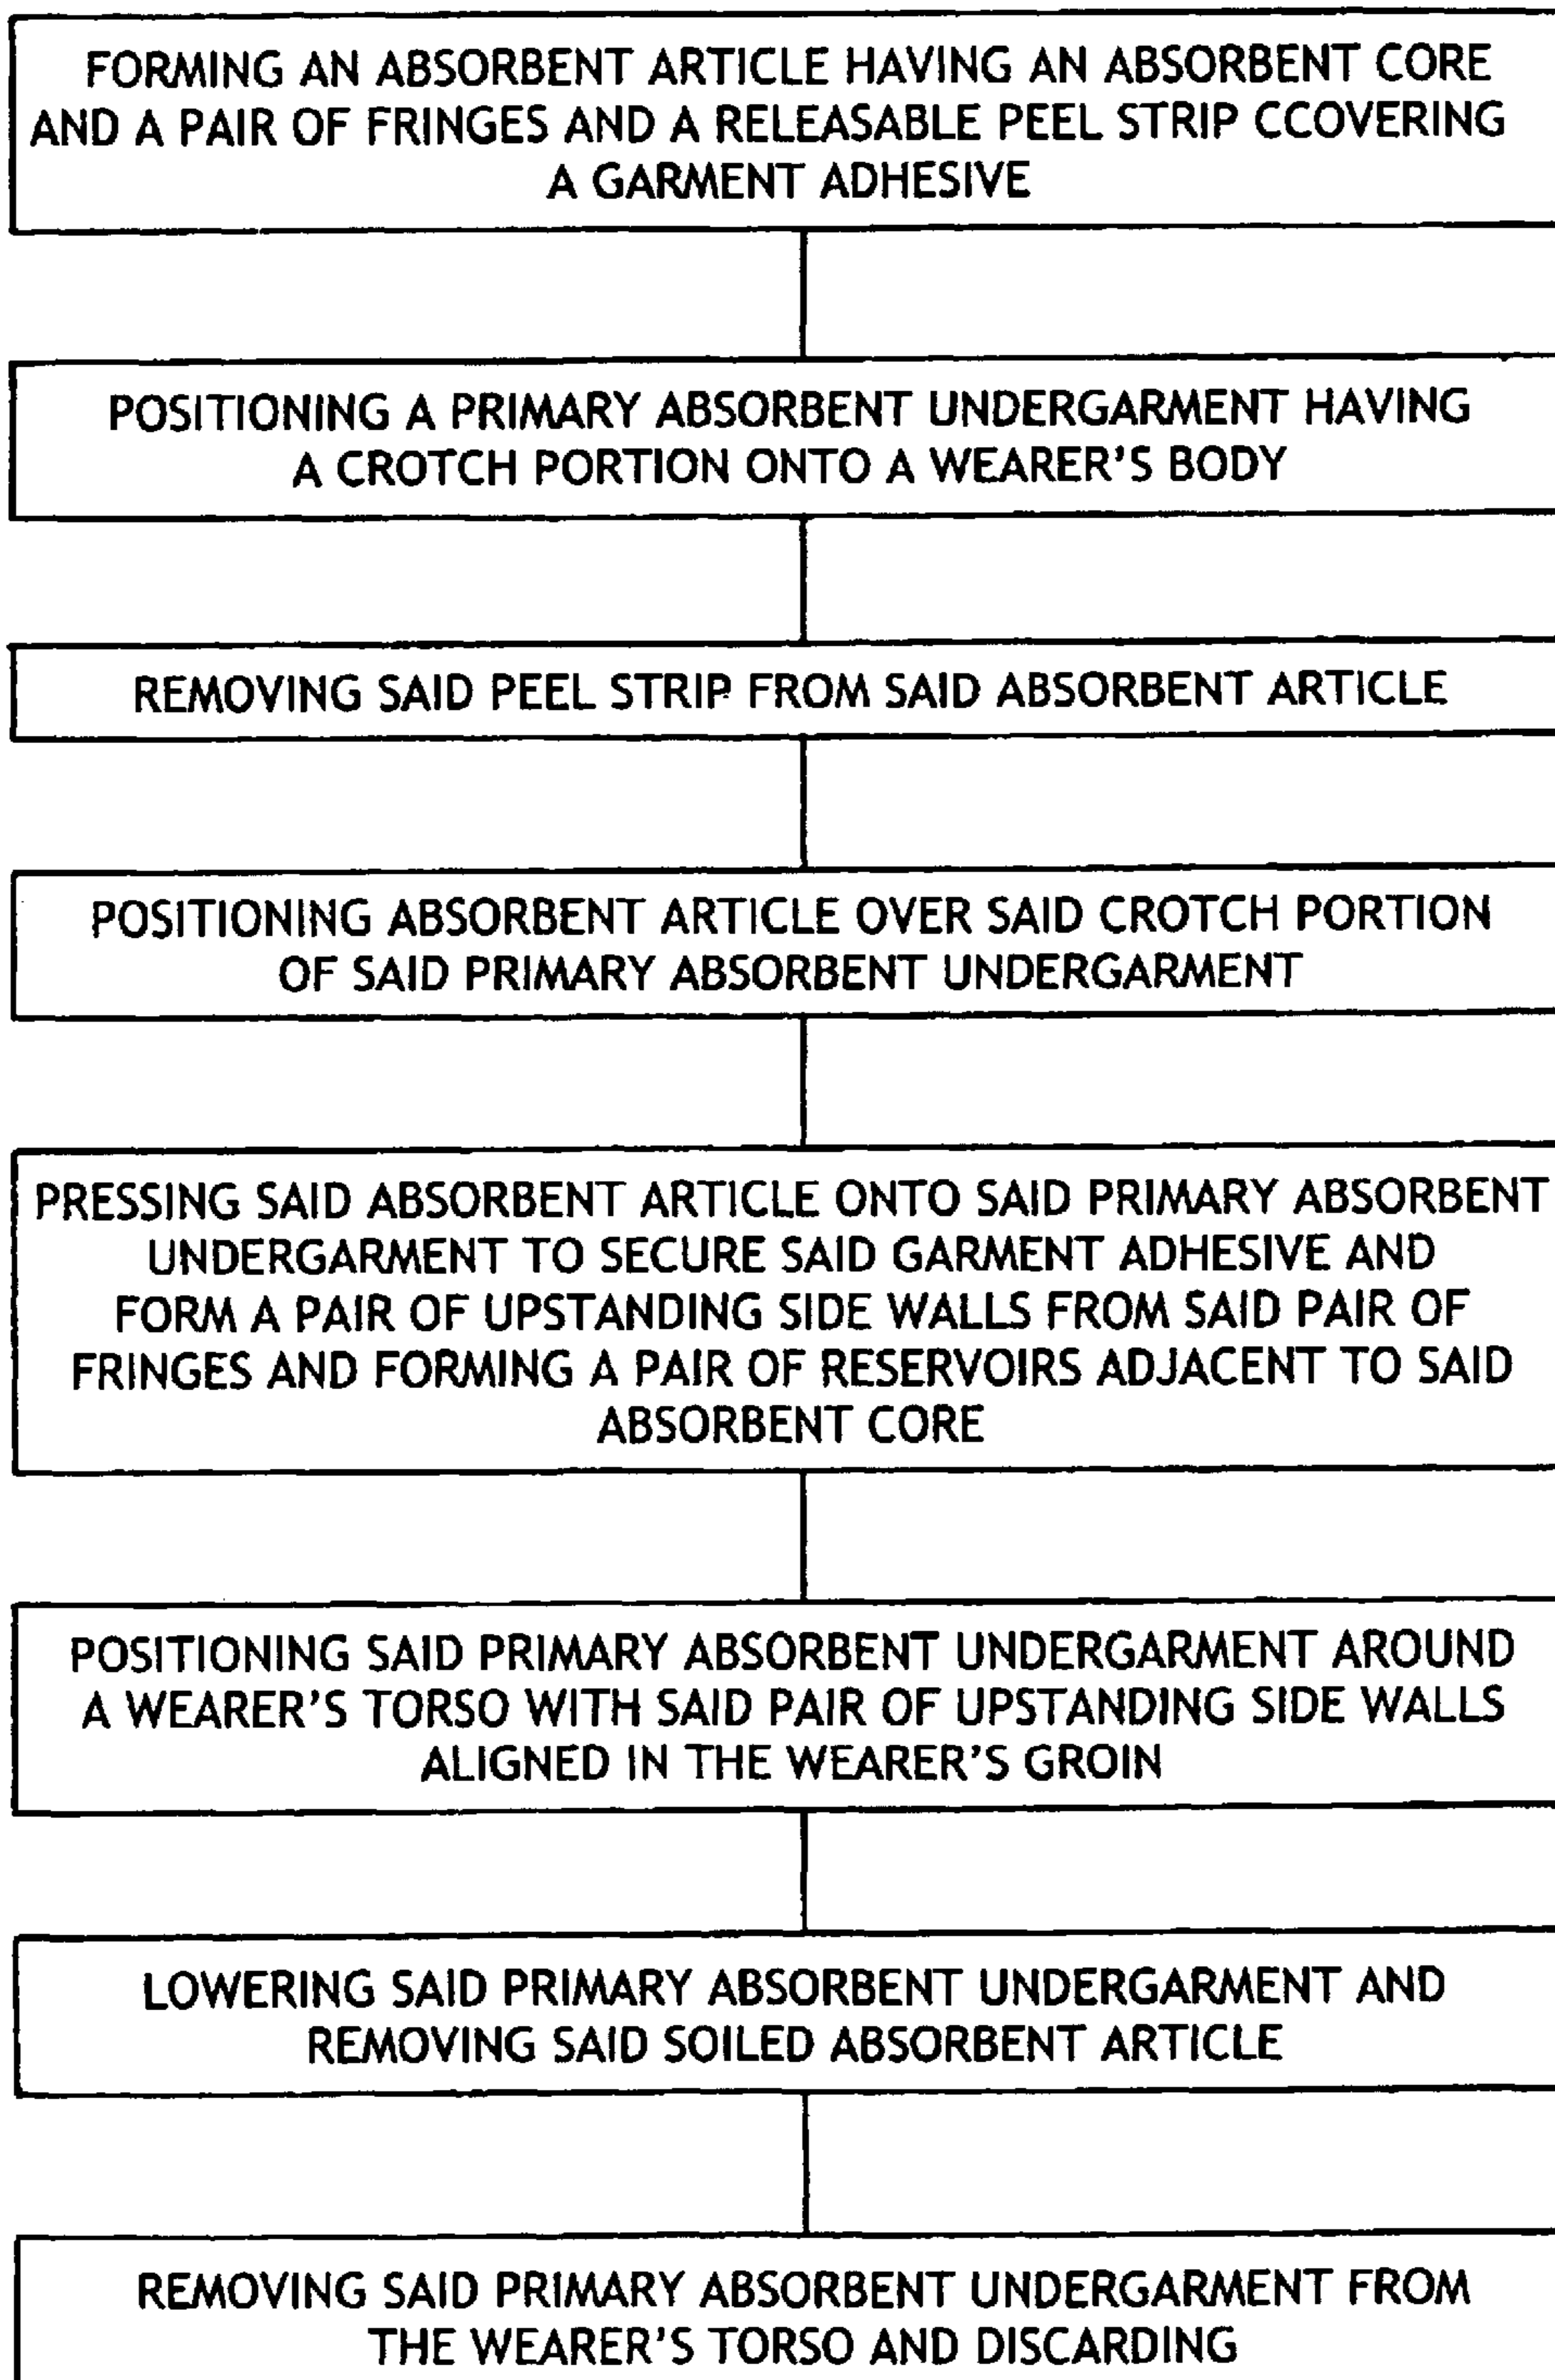 FORMING AN ABSORBENT ARTICLE HAVING AN ABSORBENT CORE
AND A PAIR OF FRINGES AND A RELEASABLE PEEL STRIP CCOVERING
A GARMENT ADHESIVE
POSITIONING A PRIMARY ABSORBENT UNDERGARMENT HAVING
A CROTCH PORTION ONTO A WEARER'S BODY
REMOVING SAID PEEL STRIP FROM SAID ABSORBENT ARTICLE
POSITIONING ABSORBENT ARTICLE OVER SAID CROTCH PORTION
OF SAID PRIMARY ABSORBENT UNDERGARMENT
PRESSING SAID ABSORBENT ARTICLE ONTO SAID PRIMARY ABSORBENT
UNDERGARMENT TO SECURE SAID GARMENT ADHESIVE AND
FORM A PAIR OF UPSTANDING SIDE WALLS FROM SAID PAIR OF
FRINGES AND FORMING A PAIR OF RESERVOIRS ADJACENT TO SAID
ABSORBENT CORE
POSITIONING SAID PRIMARY ABSORBENT UNDERGARMENT AROUND
A WEARER'S TORSO WITH SAID PAIR OF UPSTANDING SIDE WALLS
ALIGNED IN THE WEARER'S GROIN
LOWERING SAID PRIMARY ABSORBENT UNDERGARMENT AND
REMOVING SAID SOILED ABSORBENT ARTICLE
REMOVING SAID PRIMARY ABSORBENT UNDERGARMENT FROM
THE WEARER'S TORSO AND DISCARDING